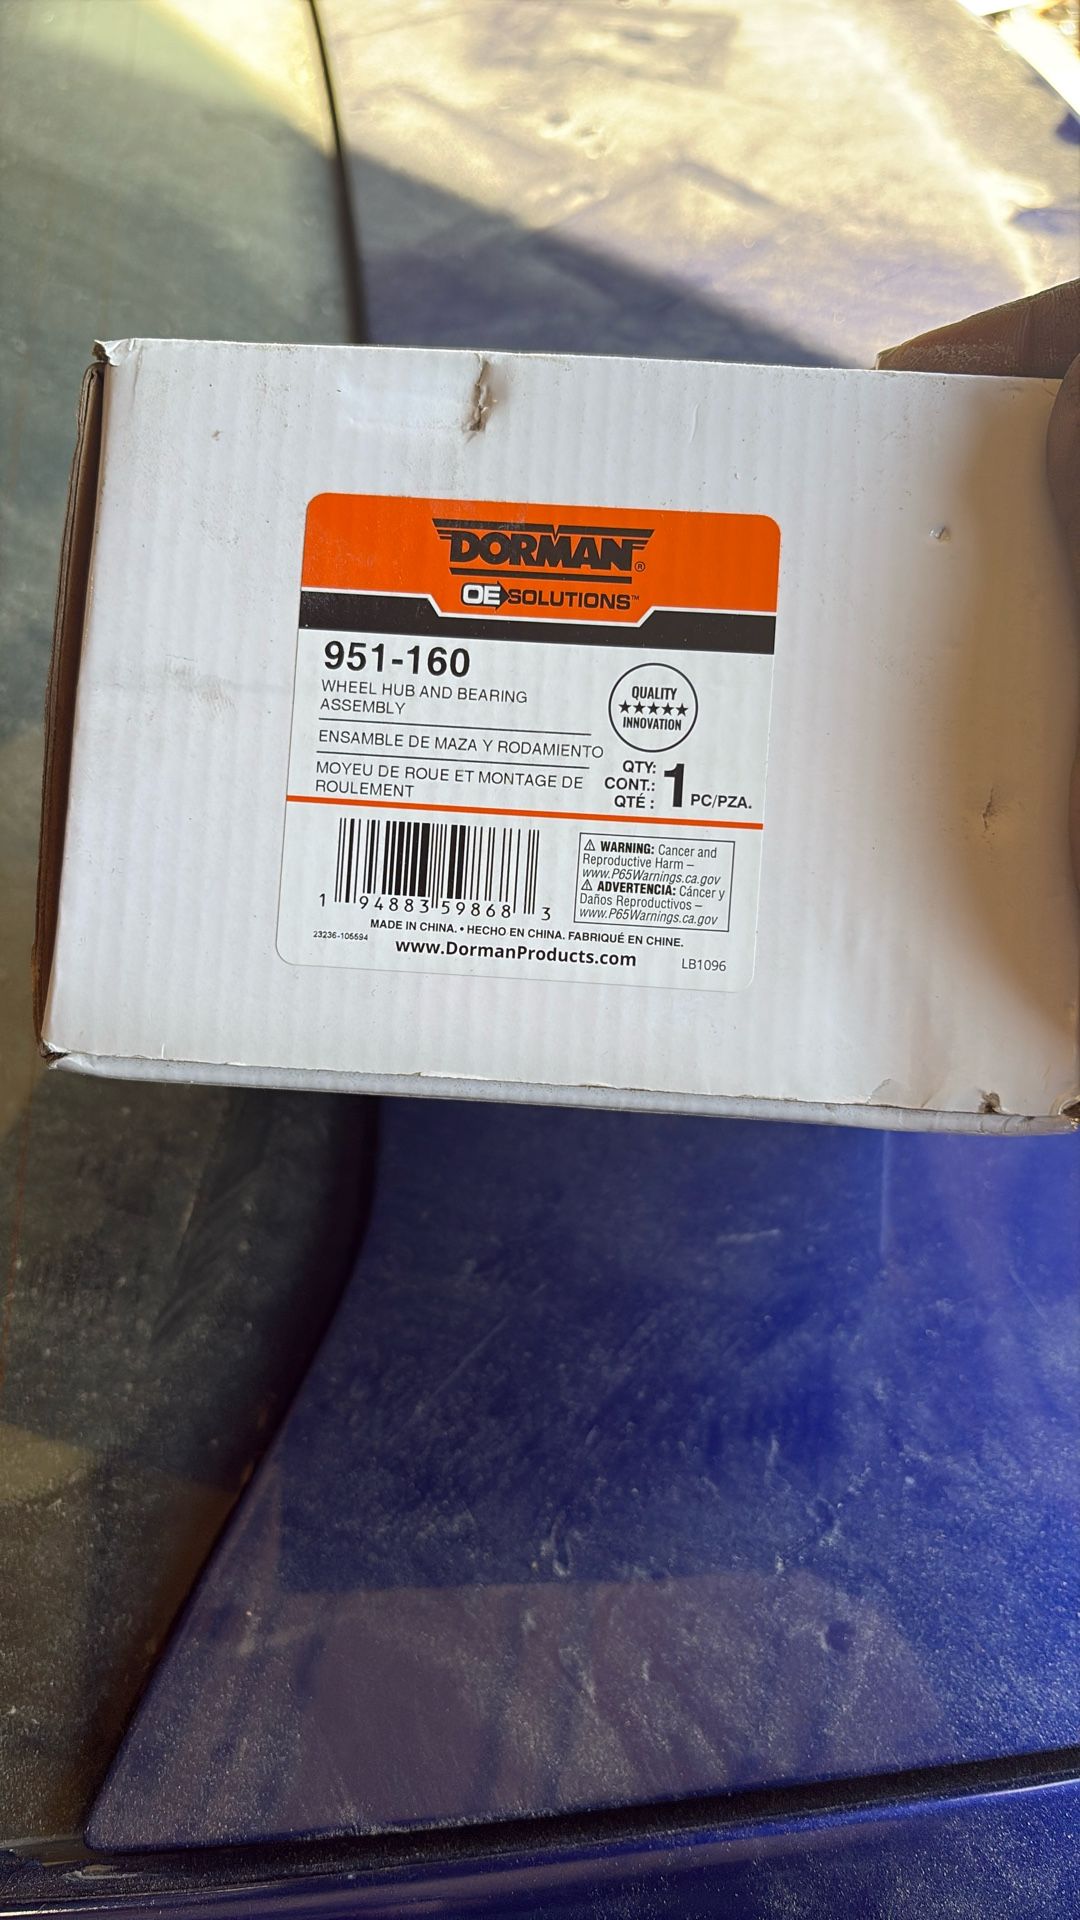 DORMAN®
OE SOLUTIONS™
951-160
WHEEL HUB AND BEARING
ASSEMBLY
ENSAMBLE DE MAZA Y RODAMIENTO
MOYEU DE ROUE ET MONTAGE DE
ROULEMENT
QUALITY
★★★★★
INNOVATION
QTY:
CONT.:
QTÉ :
1 PC/PZA.
1 94883 59868 3
⚠ WARNING: Cancer and
Reproductive Harm –
www.P65Warnings.ca.gov
⚠ ADVERTENCIA: Cáncer y
Daños Reproductivos –
www.P65Warnings.ca.gov
MADE IN CHINA. • HECHO EN CHINA. FABRIQUÉ EN CHINE.
23236-105594
www.DormanProducts.com
LB1096